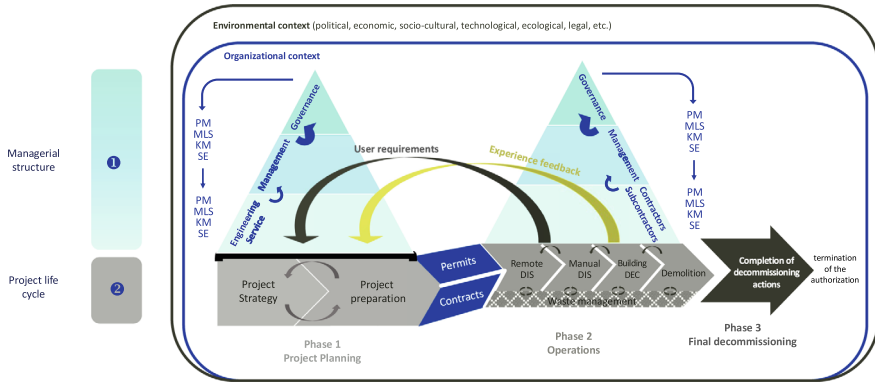 Environmental context (political, economic, socio-cultural, technological, ecological, legal, etc.)
Organizational context
Managerial
structure
❶
Project life
cycle
❷
PM
MLS
KM
SE
PM
MLS
KM
SE
Governance
Management
Engineering
Service
User requirements
Experience feedback
Governance
Management
Contractors
Subcontractors
PM
MLS
KM
SE
PM
MLS
KM
SE
Project
Strategy
Project
preparation
Permits
Contracts
Remote
DIS
Manual
DIS
Building
DEC
Demolition
Waste management
Completion of
decommissioning
actions
termination
of the
authorization
Phase 1
Project Planning
Phase 2
Operations
Phase 3
Final decommissioning